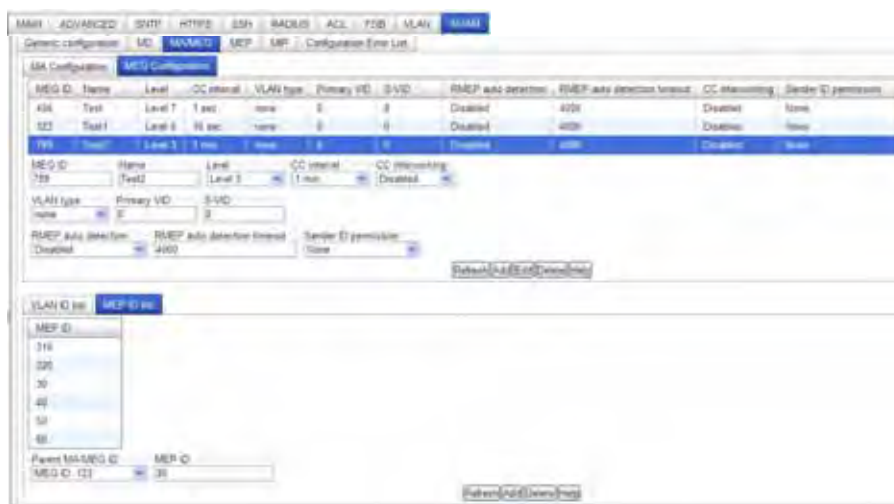 MAIN ADVANCED SNTP HTTPS SSH RADIUS ACL FDB VLAN
Generic configuration MD MA/MEG MEP MIP Configuration Error List
MA Configuration MEG Configuration
MEG ID Name Level CC interval VLAN type Primary VID S-VID RMEP auto detection RMEP auto detection timeout CC interworking Sender ID permission
Test Level 7 1 sec none 0 0 Disabled 4000 Disabled None
123 Test1 Level 6 10 sec none 0 0 Disabled 4000 Disabled None
789 Test2 Level 3 1 min none 0 0 Disabled 4000 Disabled None
MEG ID Name Level CC interval CC interworking
789 Test2 Level 3 1 min Disabled
VLAN type Primary VID S-VID
none 0 0
RMEP auto detection RMEP auto detection timeout Sender ID permission
Disabled 4000 None
Refresh Add Edit Delete Help
VLAN ID list MEP ID list
MEP ID
310
320
30
40
50
60
Parent MA/MEG ID MEP ID
MEG ID: 123 30
Refresh Add Delete Help